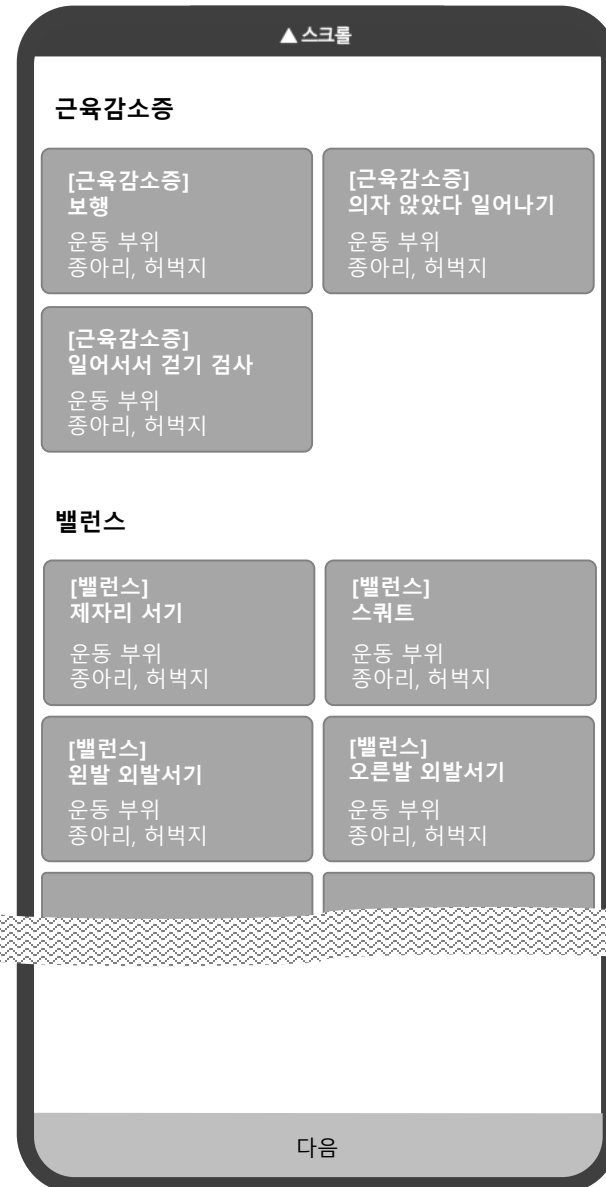 ▲ 스크롤
근육감소증
[근육감소증]
보행
운동 부위
종아리, 허벅지
[근육감소증]
의자 앉았다 일어나기
운동 부위
종아리, 허벅지
[근육감소증]
일어서서 걷기 검사
운동 부위
종아리, 허벅지
밸런스
[밸런스]
제자리 서기
운동 부위
종아리, 허벅지
[밸런스]
스쿼트
운동 부위
종아리, 허벅지
[밸런스]
왼발 외발서기
운동 부위
종아리, 허벅지
[밸런스]
오른발 외발서기
운동 부위
종아리, 허벅지
다음